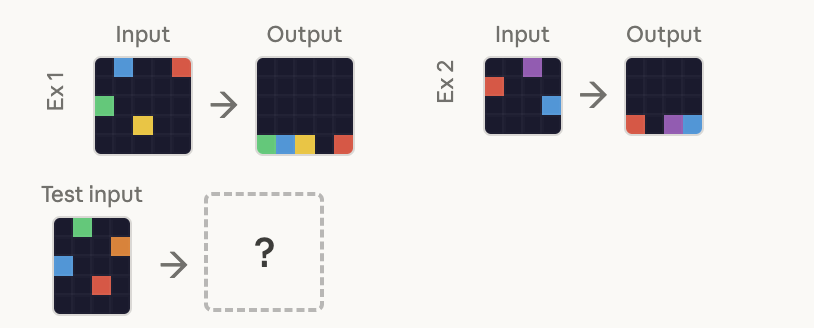 Input
Output
Input
Output
Ex 1
→
Ex 2
→
Test input
→
?